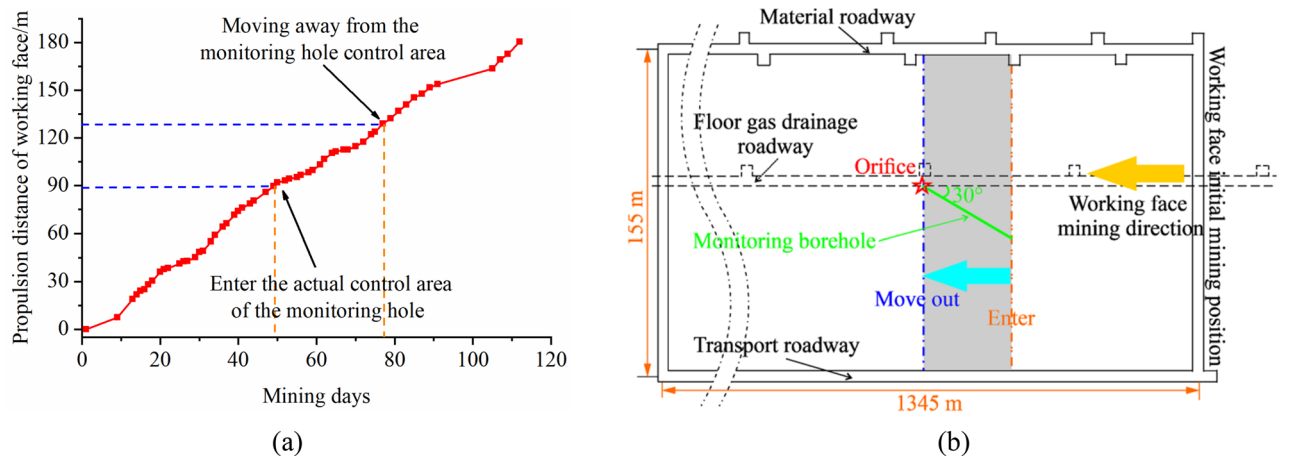 Propulsion distance of working face/m
180
150
120
90
60
30
0
0
20
40
60
80
100
120
Mining days
Moving away from the
monitoring hole control area
Enter the actual control area
of the monitoring hole
(a)
Material roadway
Floor gas drainage
roadway
Orifice
230°
Monitoring borehole
Working face
mining direction
Working face initial mining position
155 m
Move out
Enter
Transport roadway
1345 m
(b)